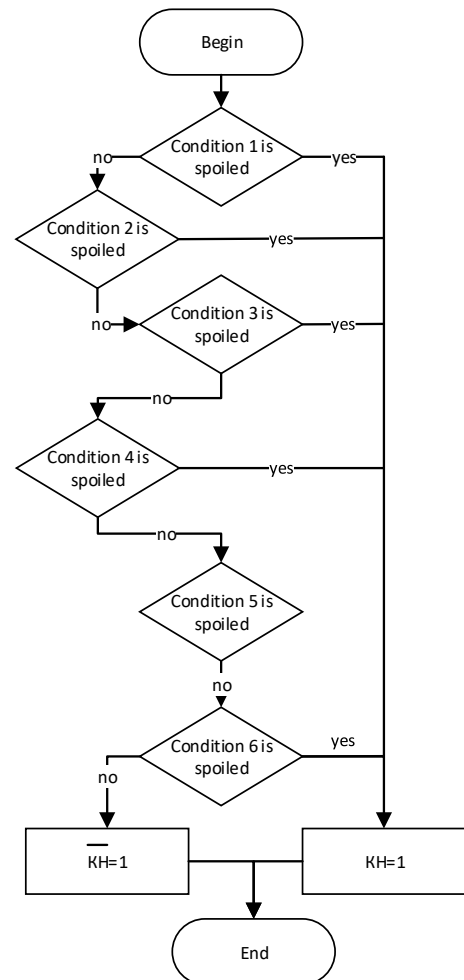 Begin
Condition 1 is
spoiled
no
yes
Condition 2 is
spoiled
yes
no
Condition 3 is
spoiled
yes
no
Condition 4 is
spoiled
yes
no
Condition 5 is
spoiled
no
Condition 6 is
spoiled
yes
no
K̅H=1
KH=1
End